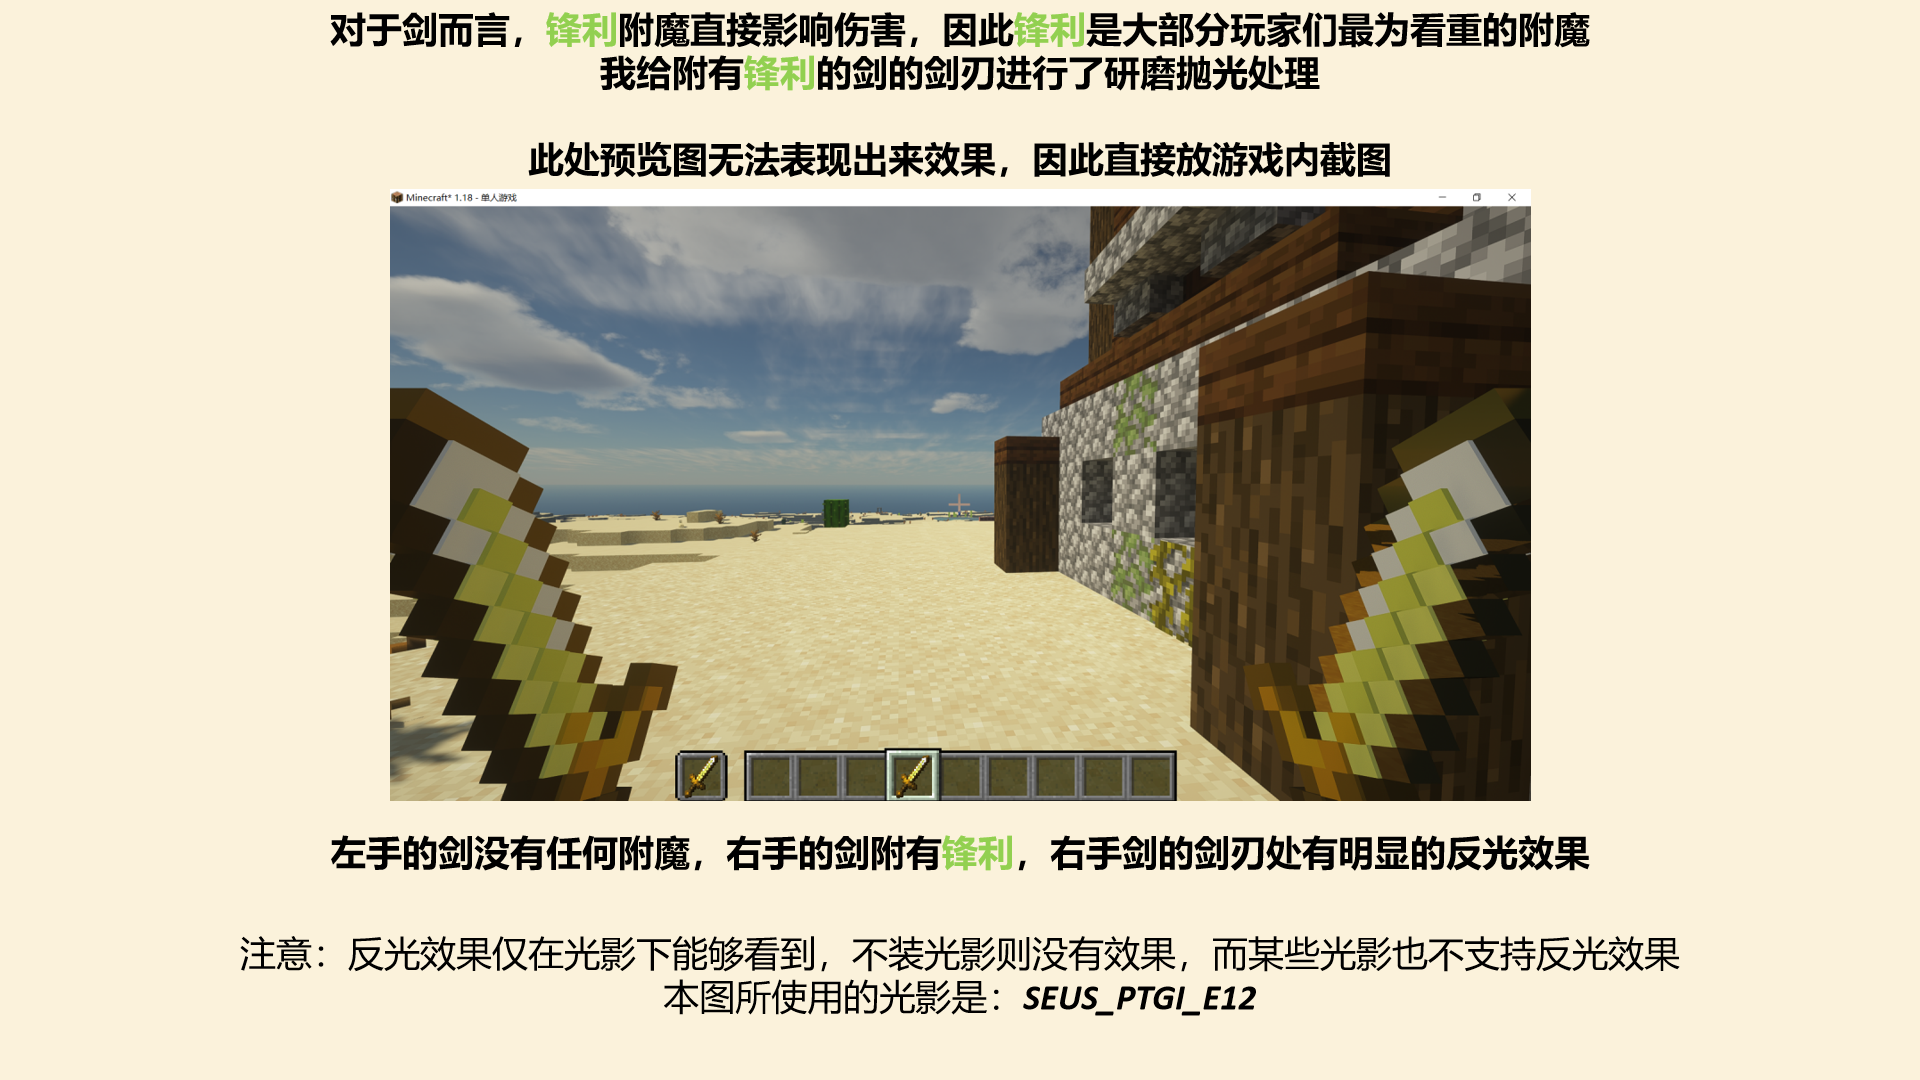 对于剑而言，锋利附魔直接影响伤害，因此锋利是大部分玩家们最为看重的附魔
我给附有锋利的剑的剑刃进行了研磨抛光处理
此处预览图无法表现出来效果，因此直接放游戏内截图
Minecraft* 1.18 - 单人游戏
左手的剑没有任何附魔，右手的剑附有锋利，右手剑的剑刃处有明显的反光效果
注意：反光效果仅在光影下能够看到，不装光影则没有效果，而某些光影也不支持反光效果
本图所使用的光影是：SEUS_PTGI_E12